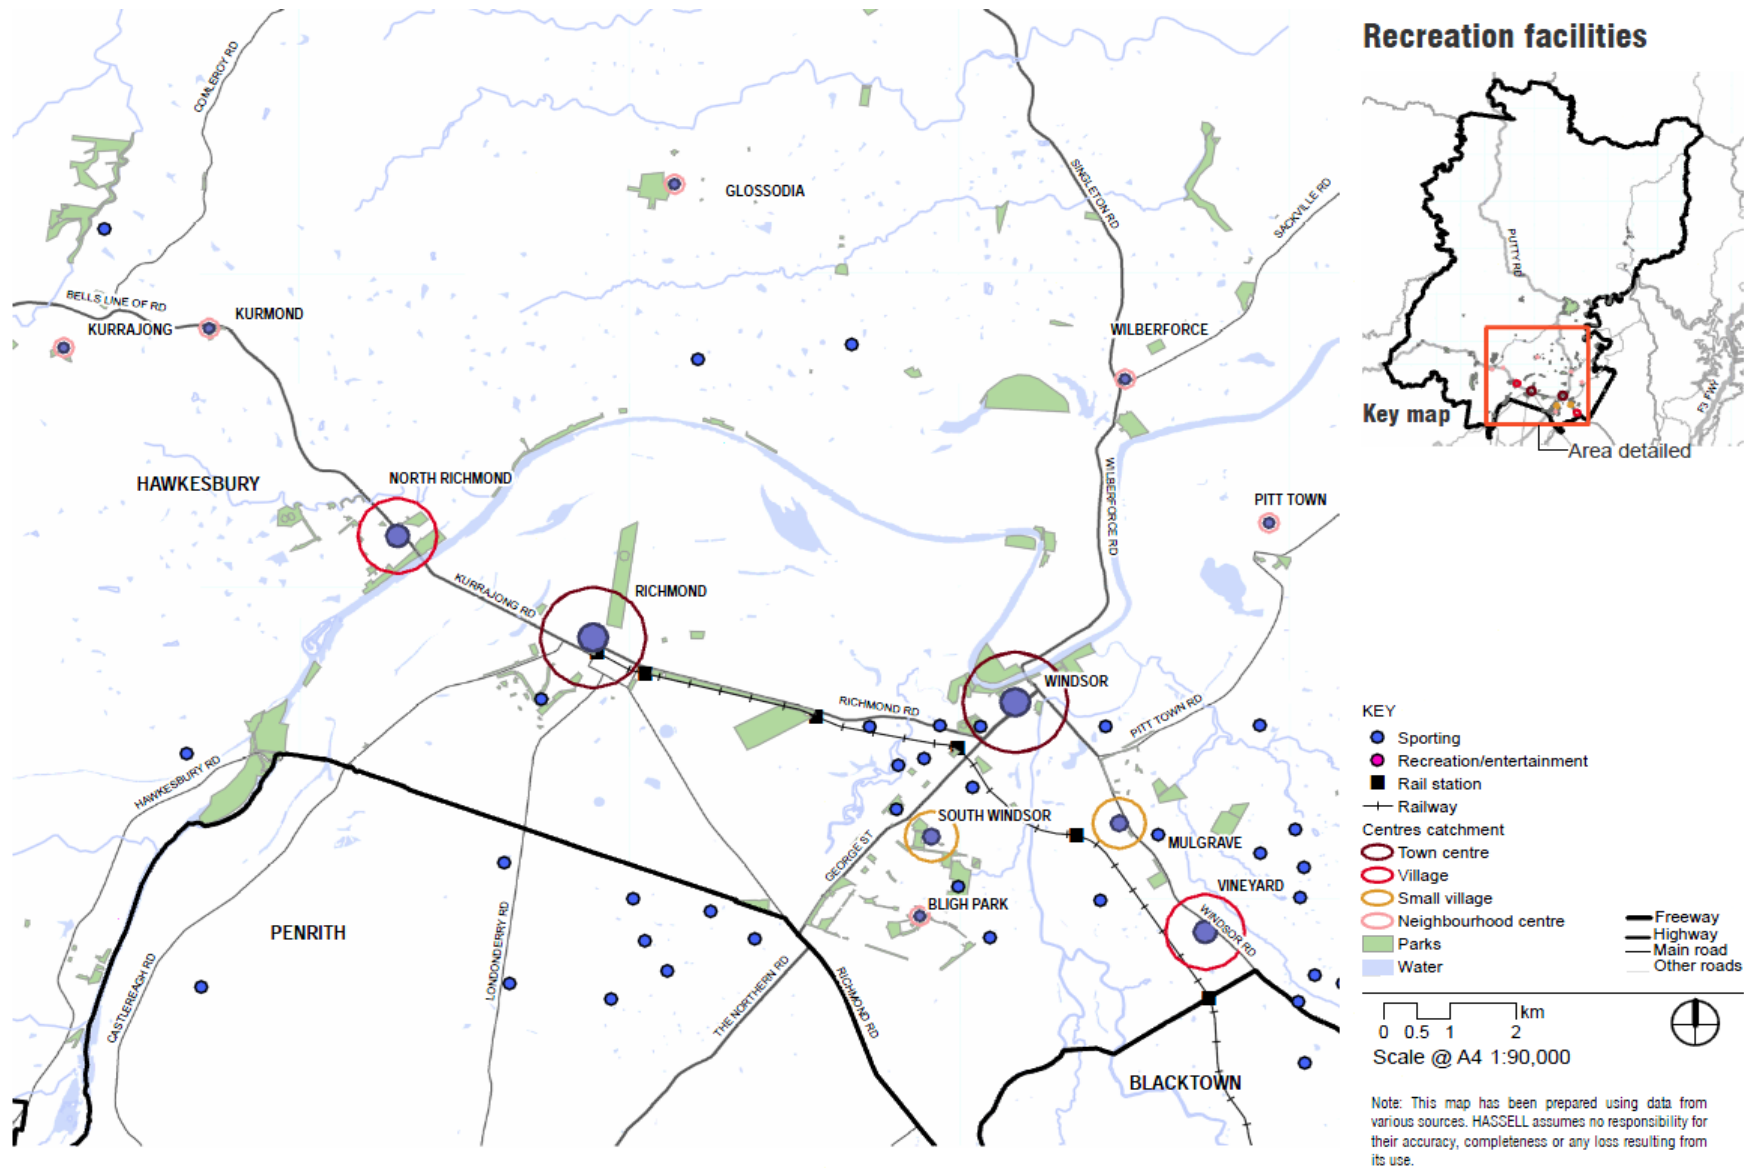 Recreation facilities
COMLEROY RD
GLOSSODIA
SINGLETON RD
SACKVILLE RD
PUTTY RD
BELLS LINE OF RD
KURMOND
KURRAJONG
WILBERFORCE
F3 FWY
Key map
Area detailed
HAWKESBURY
NORTH RICHMOND
WILBERFORCE RD
PITT TOWN
KURRAJONG RD
RICHMOND
WINDSOR
RICHMOND RD
PITT TOWN RD
HAWKESBURY RD
SOUTH WINDSOR
MULGRAVE
GEORGE ST
VINEYARD
BLIGH PARK
WINDSOR RD
PENRITH
LONDONDERRY RD
CASTLEREAGH RD
THE NORTHERN RD
RICHMOND RD
BLACKTOWN
KEY
Sporting
Recreation/entertainment
Rail station
Railway
Centres catchment
Town centre
Village
Small village
Neighbourhood centre
Parks
Water
Freeway
Highway
Main road
Other roads
km
0 0.5 1 2
Scale @ A4 1:90,000
Note: This map has been prepared using data from
various sources. HASSELL assumes no responsibility for
their accuracy, completeness or any loss resulting from
its use.